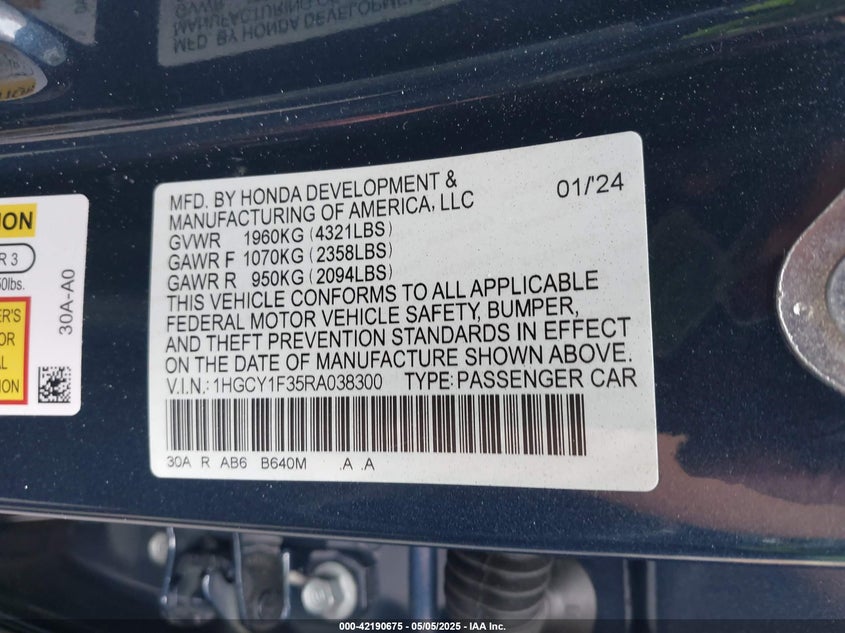 MFD. BY HONDA DEVELOPMENT &
MANUFACTURING OF AMERICA, LLC
01/'24
GVWR 1960KG (4321LBS)
GAWR F 1070KG (2358LBS)
GAWR R 950KG (2094LBS)
THIS VEHICLE CONFORMS TO ALL APPLICABLE
FEDERAL MOTOR VEHICLE SAFETY, BUMPER,
AND THEFT PREVENTION STANDARDS IN EFFECT
ON THE DATE OF MANUFACTURE SHOWN ABOVE.
V.I.N.: 1HGCY1F35RA038300 TYPE: PASSENGER CAR
30A R AB6 B640M .A .A
30A-A0
R 3
000-42190675 - 05/05/2025 - IAA Inc.